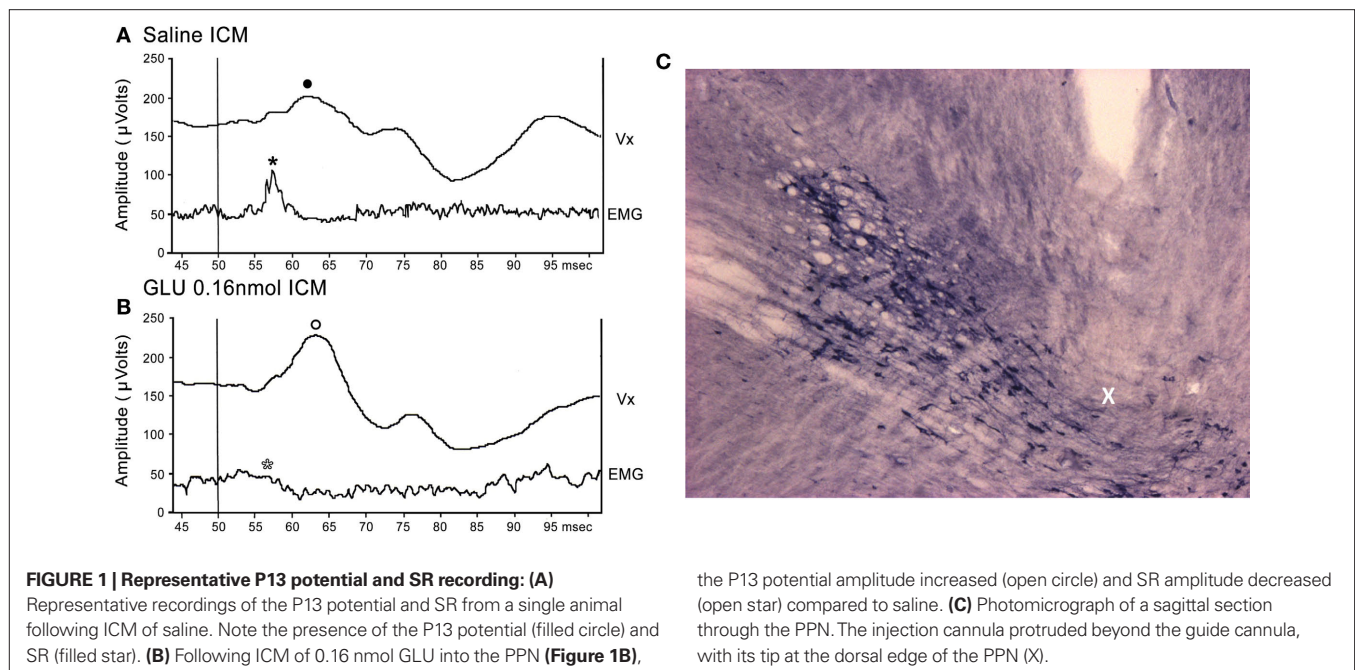 A Saline ICM
250
200
150
100
50
0
Amplitude (µVolts)
Vx
*
EMG
45 50 55 60 65 70 75 80 85 90 95 msec
GLU 0.16nmol ICM
B
250
200
150
100
50
0
Amplitude (µVolts)
Vx
EMG
45 50 55 60 65 70 75 80 85 90 95 msec
C
X
FIGURE 1 | Representative P13 potential and SR recording: (A)
Representative recordings of the P13 potential and SR from a single animal
following ICM of saline. Note the presence of the P13 potential (filled circle) and
SR (filled star). (B) Following ICM of 0.16 nmol GLU into the PPN (Figure 1B),
the P13 potential amplitude increased (open circle) and SR amplitude decreased
(open star) compared to saline. (C) Photomicrograph of a sagittal section
through the PPN. The injection cannula protruded beyond the guide cannula,
with its tip at the dorsal edge of the PPN (X).